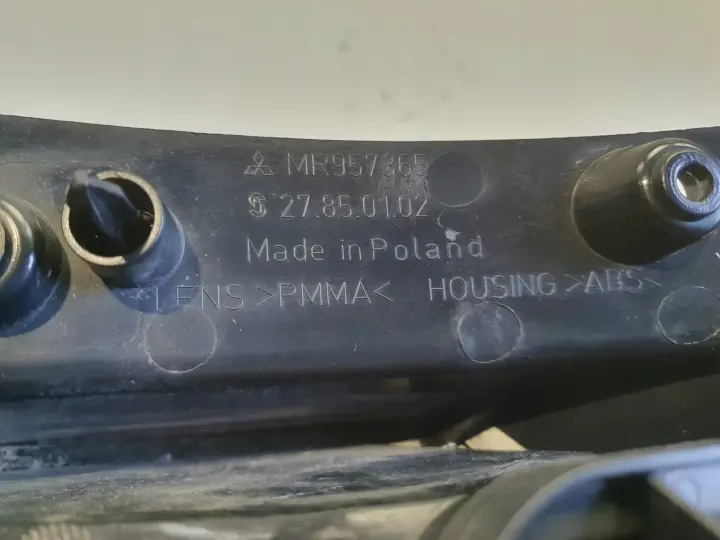 MR957365
27.85.01.02
Made in Poland
LENS >PMMA< HOUSING >ABS<